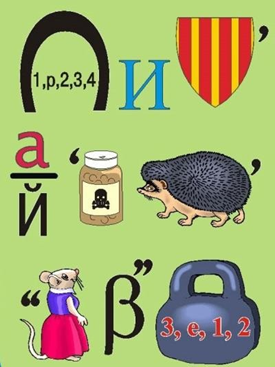 1,р,2,3,4 И ’
а ‘ ’
й
“ β ”
3, е, 1, 2